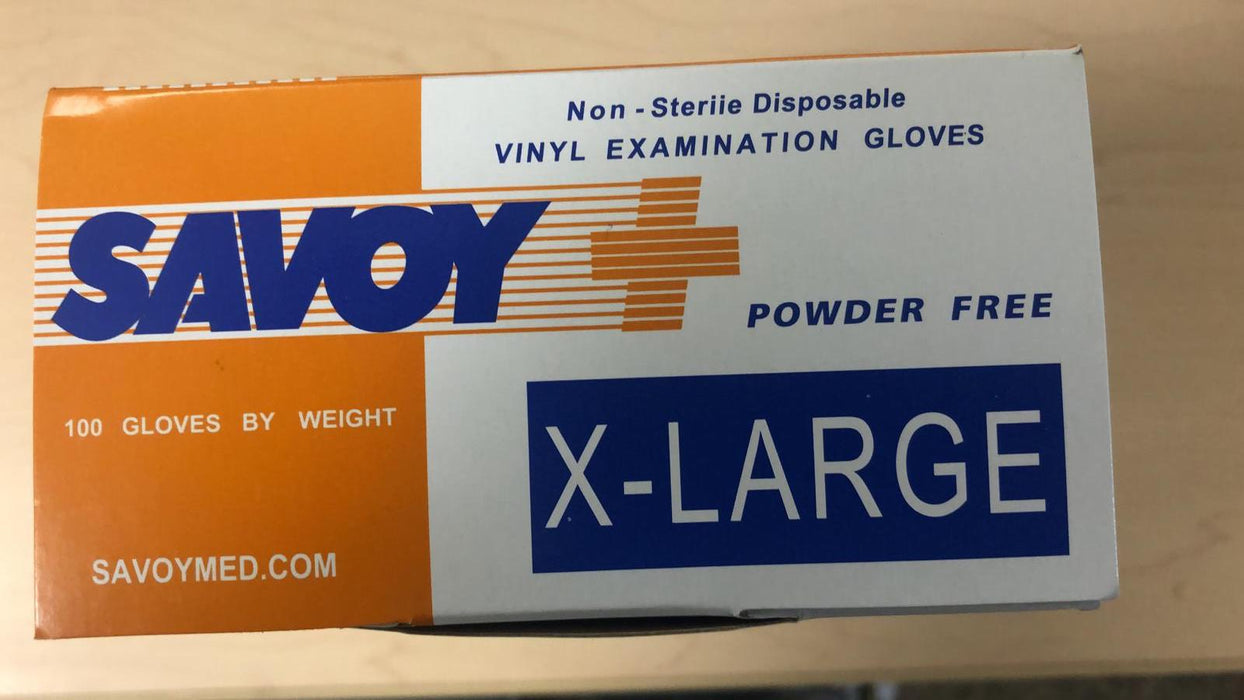 Non - Steriie Disposable
VINYL EXAMINATION GLOVES
SAVOY
POWDER FREE
100 GLOVES BY WEIGHT
X-LARGE
SAVOYMED.COM